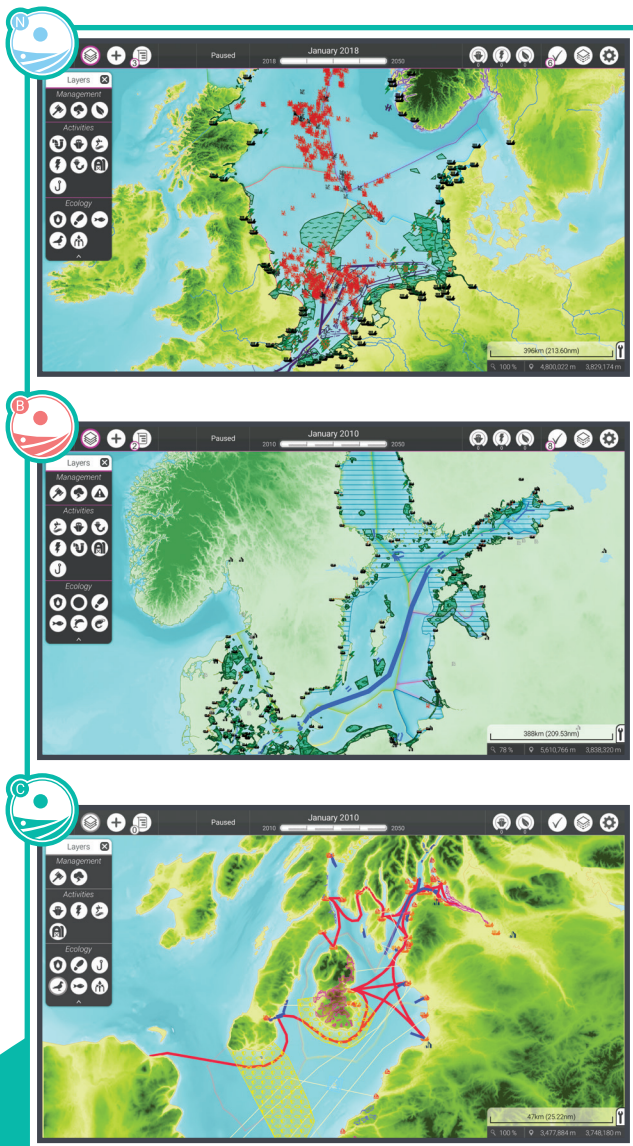 N
3
Paused
January 2018
2018
2050
6
Layers
Management
Activities
Ecology
396km (213.60nm)
100 %
4,800,022 m
3,829,174 m
B
2
Paused
January 2010
2010
2050
8
Layers
Management
Activities
Ecology
388km (209.53nm)
78 %
5,610,766 m
3,838,320 m
C
0
Paused
January 2010
2010
2050
Layers
Management
Activities
Ecology
47km (25.22nm)
100 %
3,477,884 m
3,748,180 m